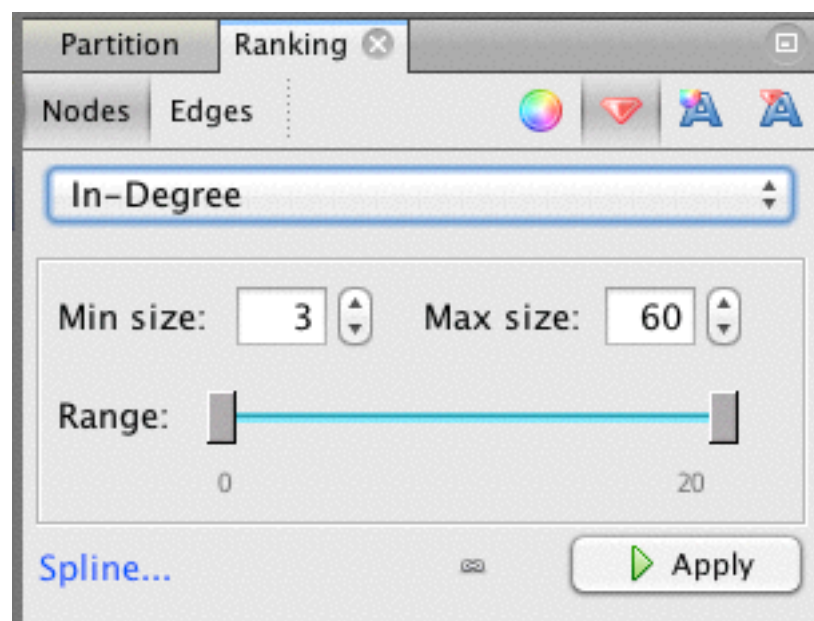 Partition Ranking
Nodes Edges
In-Degree
Min size: 3 Max size: 60
Range:
0 20
Spline... Apply